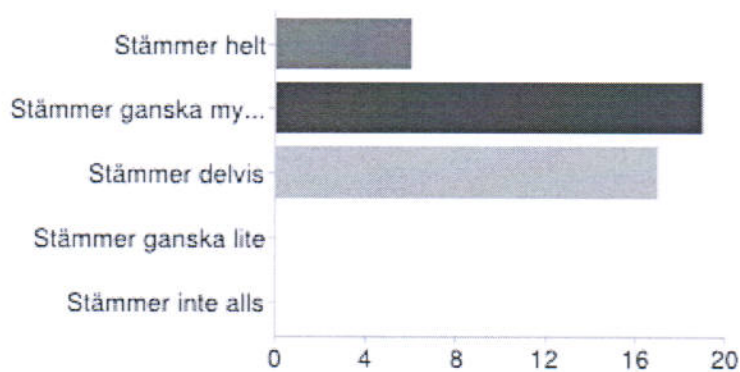 Stämmer helt
Stämmer ganska my...
Stämmer delvis
Stämmer ganska lite
Stämmer inte alls
0 4 8 12 16 20